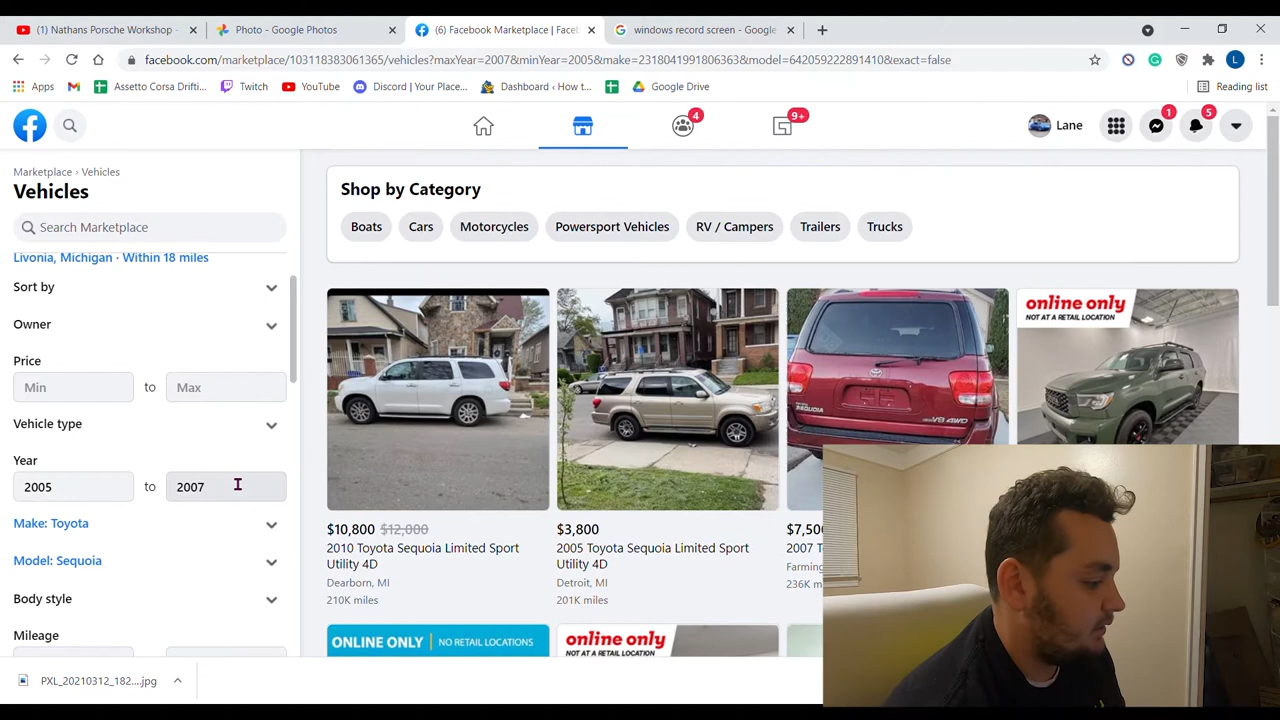 (1) Nathans Porsche Workshop -
Photo - Google Photos
(6) Facebook Marketplace | Faceb
windows record screen - Google
facebook.com/marketplace/103118383061365/vehicles?maxYear=2007&minYear=2005&make=2318041991806363&model=642059222891410&exact=false
Apps
Assetto Corsa Drifti...
Twitch
YouTube
Discord | Your Place...
Dashboard ‹ How t...
Google Drive
Reading list
4
9+
Lane
1
5
Marketplace › Vehicles
Vehicles
Search Marketplace
Livonia, Michigan · Within 18 miles
Sort by
Owner
Price
Min to Max
Vehicle type
Year
2005 to 2007
Make: Toyota
Model: Sequoia
Body style
Mileage
Shop by Category
Boats
Cars
Motorcycles
Powersport Vehicles
RV / Campers
Trailers
Trucks
$10,800 $12,000
2010 Toyota Sequoia Limited Sport
Utility 4D
Dearborn, MI
210K miles
$3,800
2005 Toyota Sequoia Limited Sport
Utility 4D
Detroit, MI
201K miles
SEQUOIA
V8 4WD
$7,500
2007 T
Farming
236K m
online only
NOT AT A RETAIL LOCATION
ONLINE ONLY | NO RETAIL LOCATIONS
online only
NOT AT A RETAIL LOCATION
PXL_20210312_182....jpg